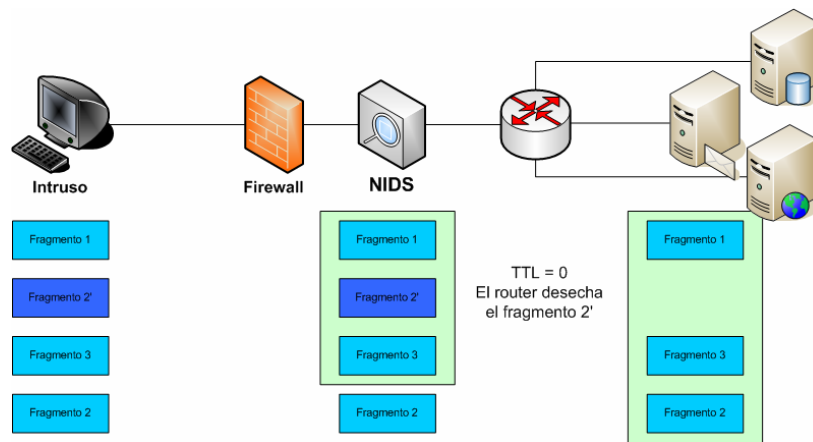 Intruso
Firewall
NIDS
Fragmento 1
Fragmento 1
Fragmento 1
TTL = 0
El router desecha
el fragmento 2'
Fragmento 2'
Fragmento 2'
Fragmento 3
Fragmento 3
Fragmento 3
Fragmento 2
Fragmento 2
Fragmento 2